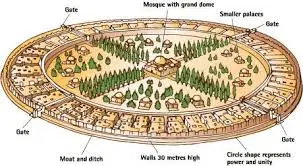 Mosque with grand dome
Gate
Smaller palaces
Gate
Gate
Gate
Moat and ditch
Walls 30 metres high
Circle shape represents
power and unity